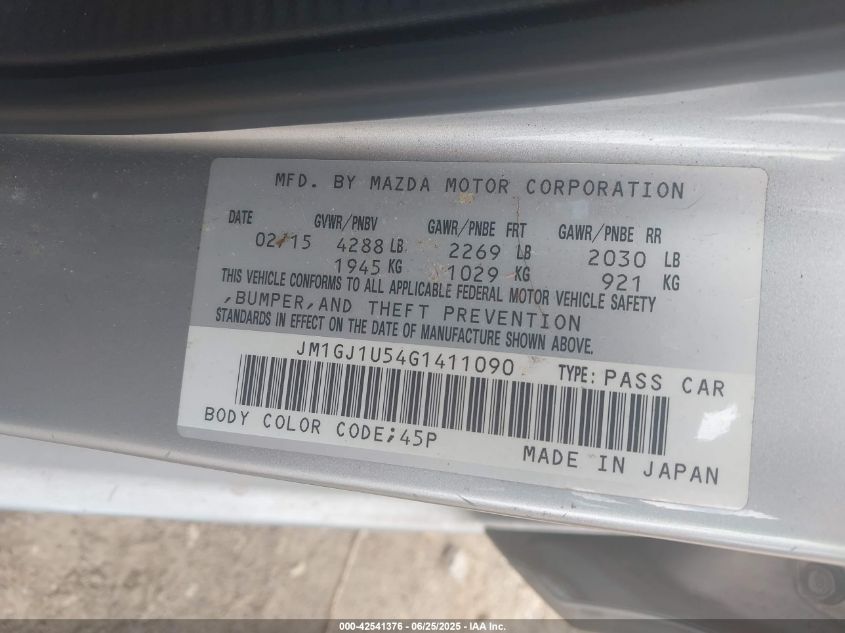 MFD. BY MAZDA MOTOR CORPORATION
DATE GVWR/PNBV GAWR/PNBE FRT GAWR/PNBE RR
02/15 4288 LB 2269 LB 2030 LB
1945 KG 1029 KG 921 KG
THIS VEHICLE CONFORMS TO ALL APPLICABLE FEDERAL MOTOR VEHICLE SAFETY
,BUMPER,AND THEFT PREVENTION
STANDARDS IN EFFECT ON THE DATE OF MANUFACTURE SHOWN ABOVE.
JM1GJ1U54G1411090 TYPE: PASS CAR
BODY COLOR CODE;45P
MADE IN JAPAN
000-42541376 - 06/25/2025 - IAA Inc.